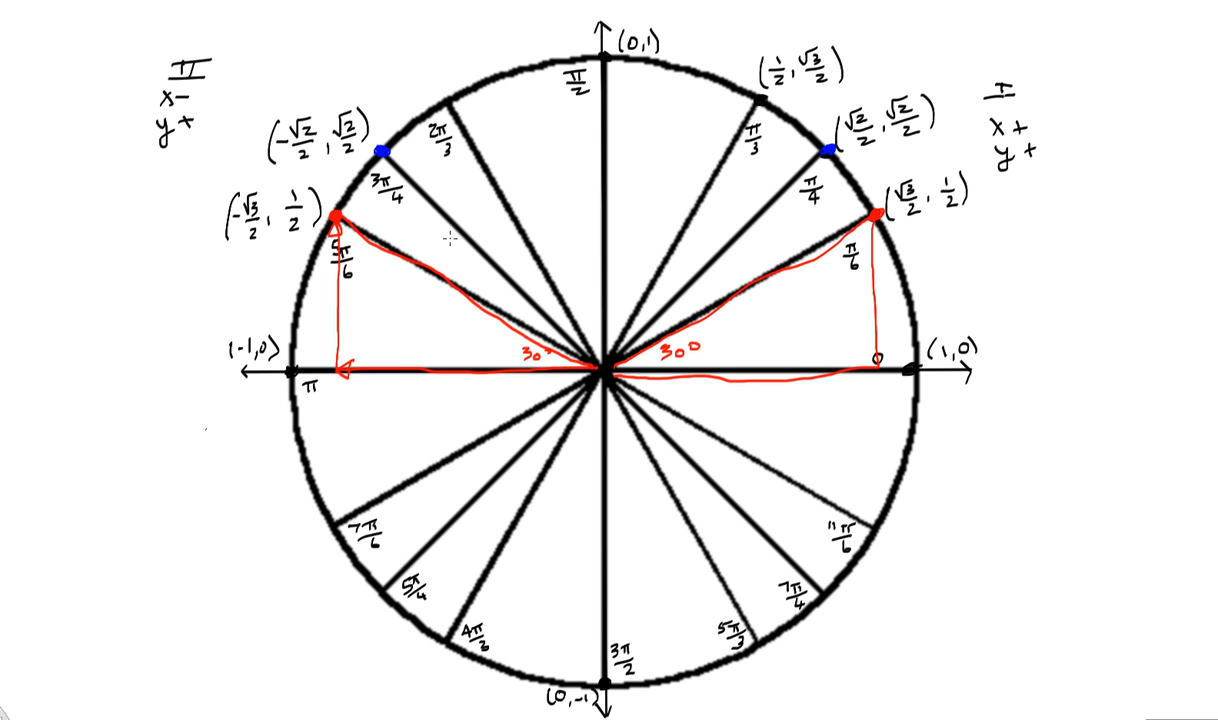 (0,1)
II
x-
y+
π/2
(1/2, √3/2)
I
x+
y+
(-√2/2, √2/2)
2π/3
π/3
(√2/2, √2/2)
3π/4
π/4
(-√3/2, 1/2)
(√3/2, 1/2)
5π/6
π/6
(-1,0)
30°
30°
0
(1,0)
π
7π/6
11π/6
5π/4
7π/4
4π/3
5π/3
3π/2
(0,-1)